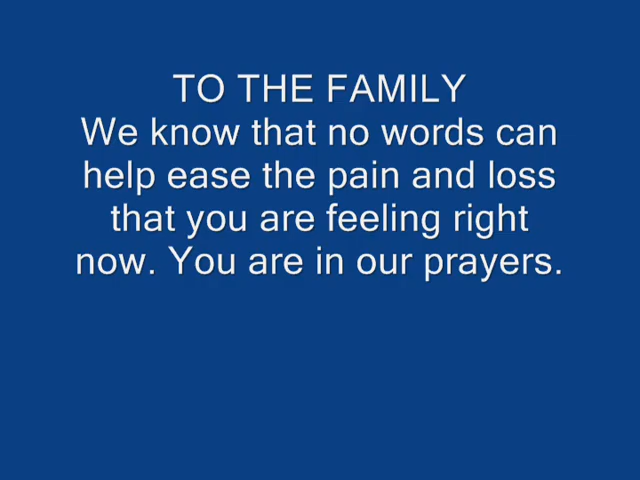 TO THE FAMILY
We know that no words can
help ease the pain and loss
that you are feeling right
now. You are in our prayers.